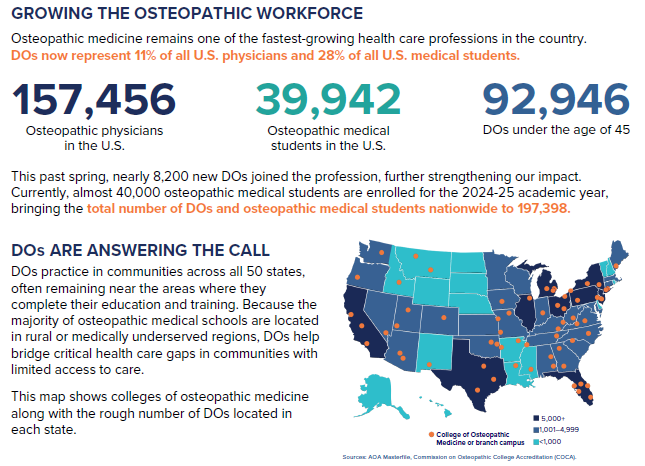 GROWING THE OSTEOPATHIC WORKFORCE
Osteopathic medicine remains one of the fastest-growing health care professions in the country.
DOs now represent 11% of all U.S. physicians and 28% of all U.S. medical students.
157,456
Osteopathic physicians
in the U.S.
39,942
Osteopathic medical
students in the U.S.
92,946
DOs under the age of 45
This past spring, nearly 8,200 new DOs joined the profession, further strengthening our impact.
Currently, almost 40,000 osteopathic medical students are enrolled for the 2024-25 academic year,
bringing the total number of DOs and osteopathic medical students nationwide to 197,398.
DOs ARE ANSWERING THE CALL
DOs practice in communities across all 50 states,
often remaining near the areas where they
complete their education and training. Because the
majority of osteopathic medical schools are located
in rural or medically underserved regions, DOs help
bridge critical health care gaps in communities with
limited access to care.
This map shows colleges of osteopathic medicine
along with the rough number of DOs located in
each state.
College of Osteopathic
Medicine or branch campus
5,000+
1,001–4,999
<1,000
Sources: AOA Masterfile, Commission on Osteopathic College Accreditation (COCA).